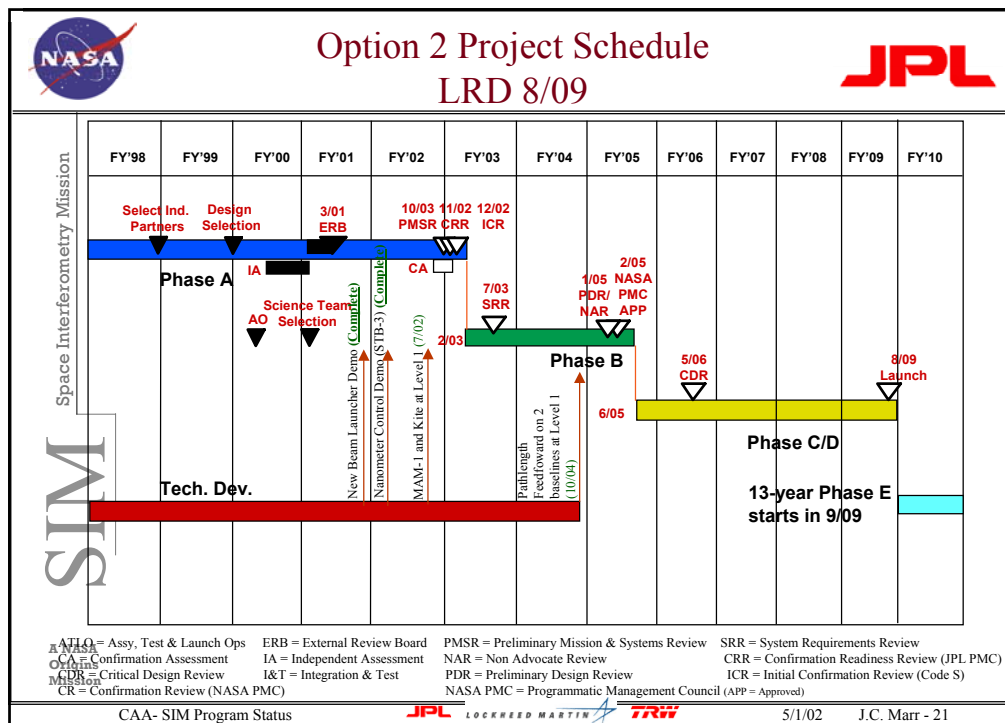 NASA
Option 2 Project Schedule
LRD 8/09
JPL
Space Interferometry Mission
SIM
A NASA
Origins
Mission
FY'98 FY'99 FY'00 FY'01 FY'02 FY'03 FY'04 FY'05 FY'06 FY'07 FY'08 FY'09 FY'10
Select Ind.
Partners
Design
Selection
3/01
ERB
10/03
PMSR
11/02
CRR
12/02
ICR
Phase A
IA
CA
AO
Science Team
Selection
7/03
SRR
1/05
PDR/
NAR
2/05
NASA
PMC
APP
2/03
Phase B
5/06
CDR
8/09
Launch
6/05
Phase C/D
New Beam Launcher Demo (Complete)
Nanometer Control Demo (STB-3) (Complete)
MAM-1 and Kite at Level 1 (7/02)
Pathlength
Feedfoward on 2
baselines at Level 1
(10/04)
Tech. Dev.
13-year Phase E
starts in 9/09
ATLO = Assy, Test & Launch Ops ERB = External Review Board PMSR = Preliminary Mission & Systems Review SRR = System Requirements Review
CA = Confirmation Assessment IA = Independent Assessment NAR = Non Advocate Review CRR = Confirmation Readiness Review (JPL PMC)
CDR = Critical Design Review I&T = Integration & Test PDR = Preliminary Design Review ICR = Initial Confirmation Review (Code S)
CR = Confirmation Review (NASA PMC) NASA PMC = Programmatic Management Council (APP = Approved)
CAA- SIM Program Status JPL LOCKHEED MARTIN TRW 5/1/02 J.C. Marr - 21